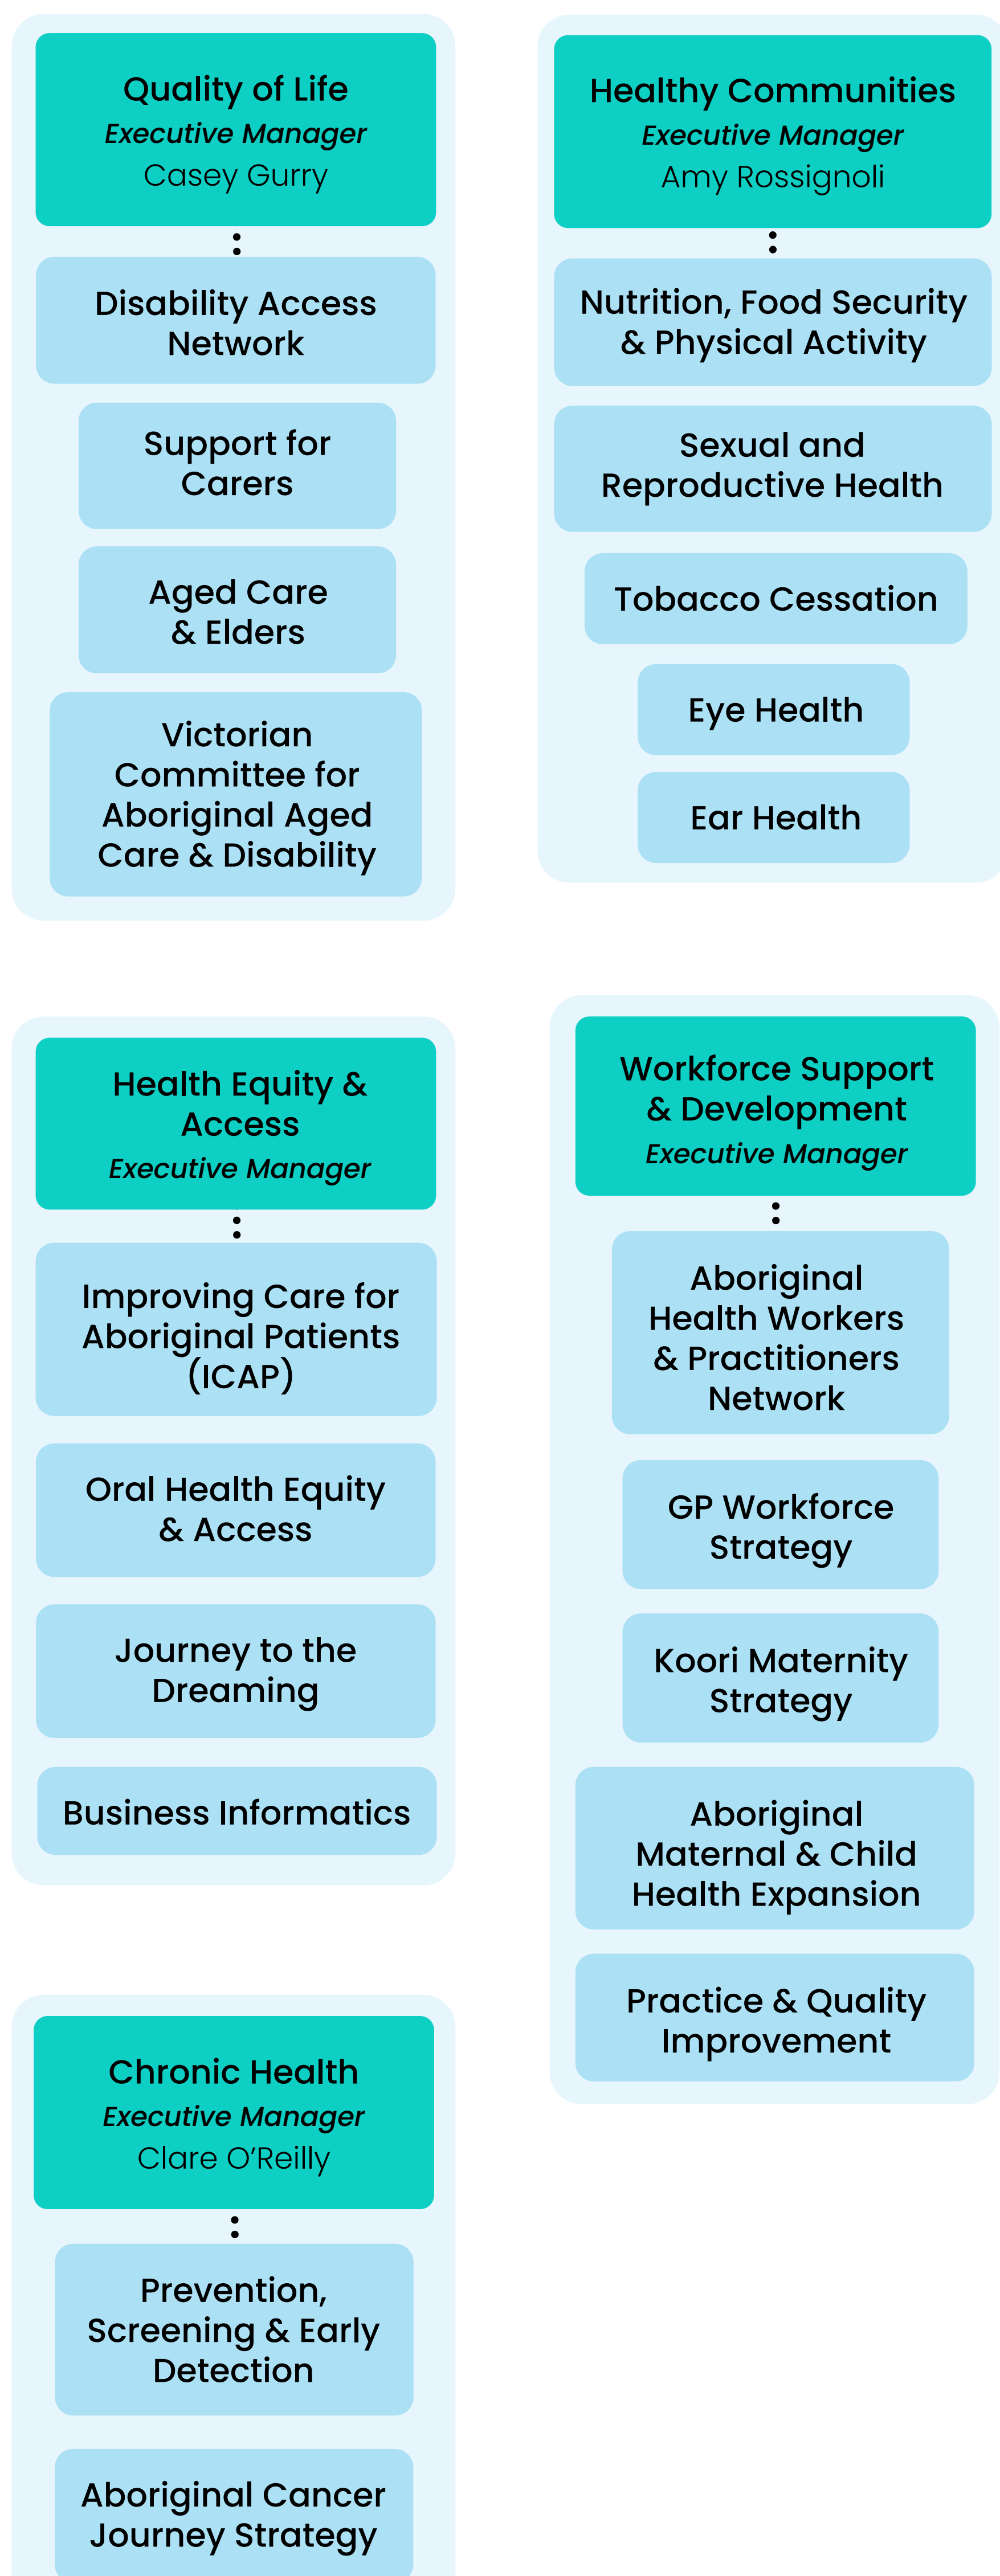 Quality of Life
Executive Manager
Casey Gurry
Disability Access
Network
Support for
Carers
Aged Care
& Elders
Victorian
Committee for
Aboriginal Aged
Care & Disability
Healthy Communities
Executive Manager
Amy Rossignoli
Nutrition, Food Security
& Physical Activity
Sexual and
Reproductive Health
Tobacco Cessation
Eye Health
Ear Health
Health Equity &
Access
Executive Manager
Improving Care for
Aboriginal Patients
(ICAP)
Oral Health Equity
& Access
Journey to the
Dreaming
Business Informatics
Workforce Support
& Development
Executive Manager
Aboriginal
Health Workers
& Practitioners
Network
GP Workforce
Strategy
Koori Maternity
Strategy
Aboriginal
Maternal & Child
Health Expansion
Practice & Quality
Improvement
Chronic Health
Executive Manager
Clare O’Reilly
Prevention,
Screening & Early
Detection
Aboriginal Cancer
Journey Strategy